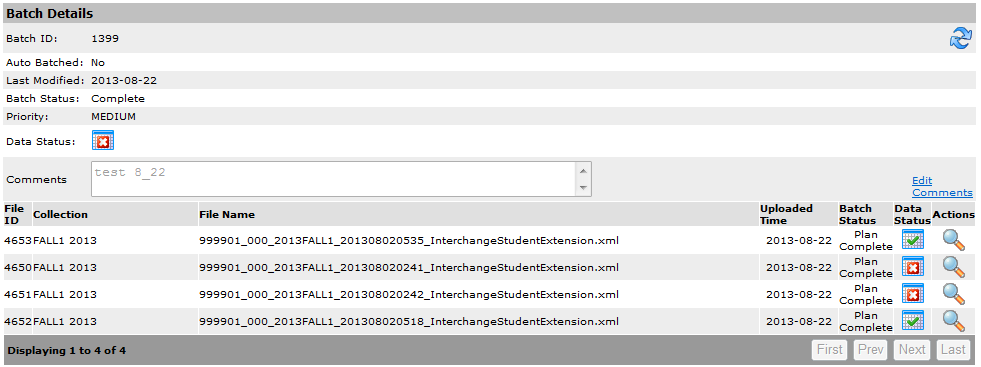 Batch Details
Batch ID: 1399
Auto Batched: No
Last Modified: 2013-08-22
Batch Status: Complete
Priority: MEDIUM
Data Status:
Comments test 8_22 Edit Comments
File ID Collection File Name Uploaded Time Batch Status Data Status Actions
4653 FALL1 2013 999901_000_2013FALL1_201308020535_InterchangeStudentExtension.xml 2013-08-22 Plan Complete
4650 FALL1 2013 999901_000_2013FALL1_201308020241_InterchangeStudentExtension.xml 2013-08-22 Plan Complete
4651 FALL1 2013 999901_000_2013FALL1_201308020242_InterchangeStudentExtension.xml 2013-08-22 Plan Complete
4652 FALL1 2013 999901_000_2013FALL1_201308020518_InterchangeStudentExtension.xml 2013-08-22 Plan Complete
Displaying 1 to 4 of 4 First Prev Next Last